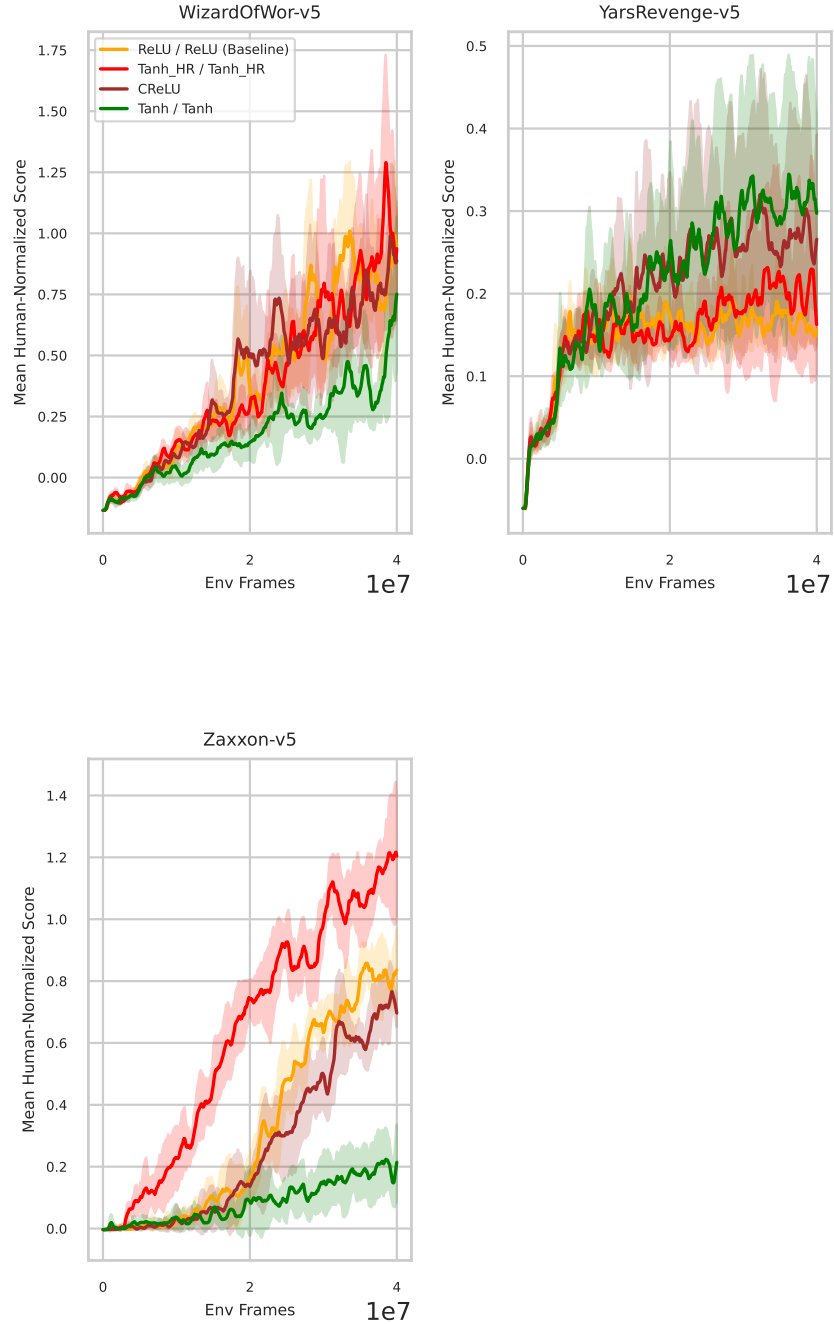 WizardOfWor-v5
1.75
1.50
1.25
1.00
0.75
0.50
0.25
0.00
Mean Human-Normalized Score
ReLU / ReLU (Baseline)
Tanh_HR / Tanh_HR
CReLU
Tanh / Tanh
0
2
4
Env Frames
1e7
YarsRevenge-v5
0.5
0.4
0.3
0.2
0.1
0.0
Mean Human-Normalized Score
0
2
4
Env Frames
1e7
Zaxxon-v5
1.4
1.2
1.0
0.8
0.6
0.4
0.2
0.0
Mean Human-Normalized Score
0
2
4
Env Frames
1e7